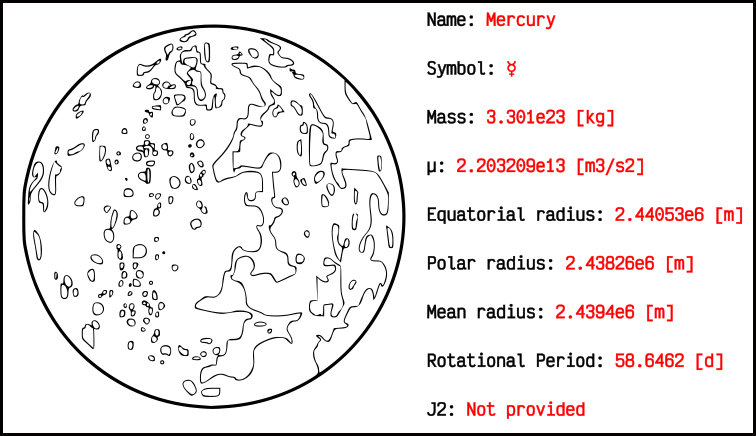 Name: Mercury
Symbol: ☿
Mass: 3.301e23 [kg]
μ: 2.203209e13 [m3/s2]
Equatorial radius: 2.44053e6 [m]
Polar radius: 2.43826e6 [m]
Mean radius: 2.4394e6 [m]
Rotational Period: 58.6462 [d]
J2: Not provided